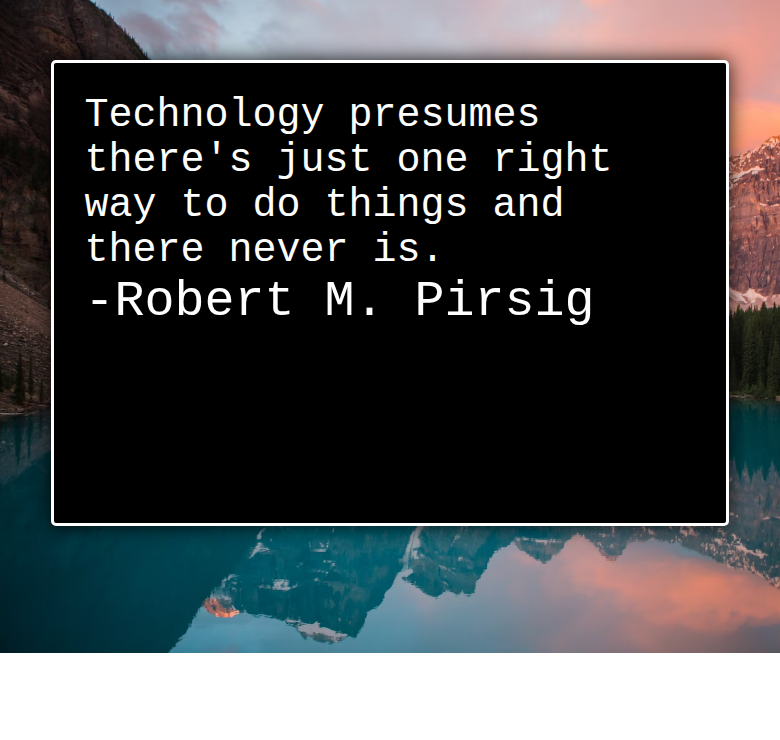 Technology presumes
there's just one right
way to do things and
there never is.
-Robert M. Pirsig